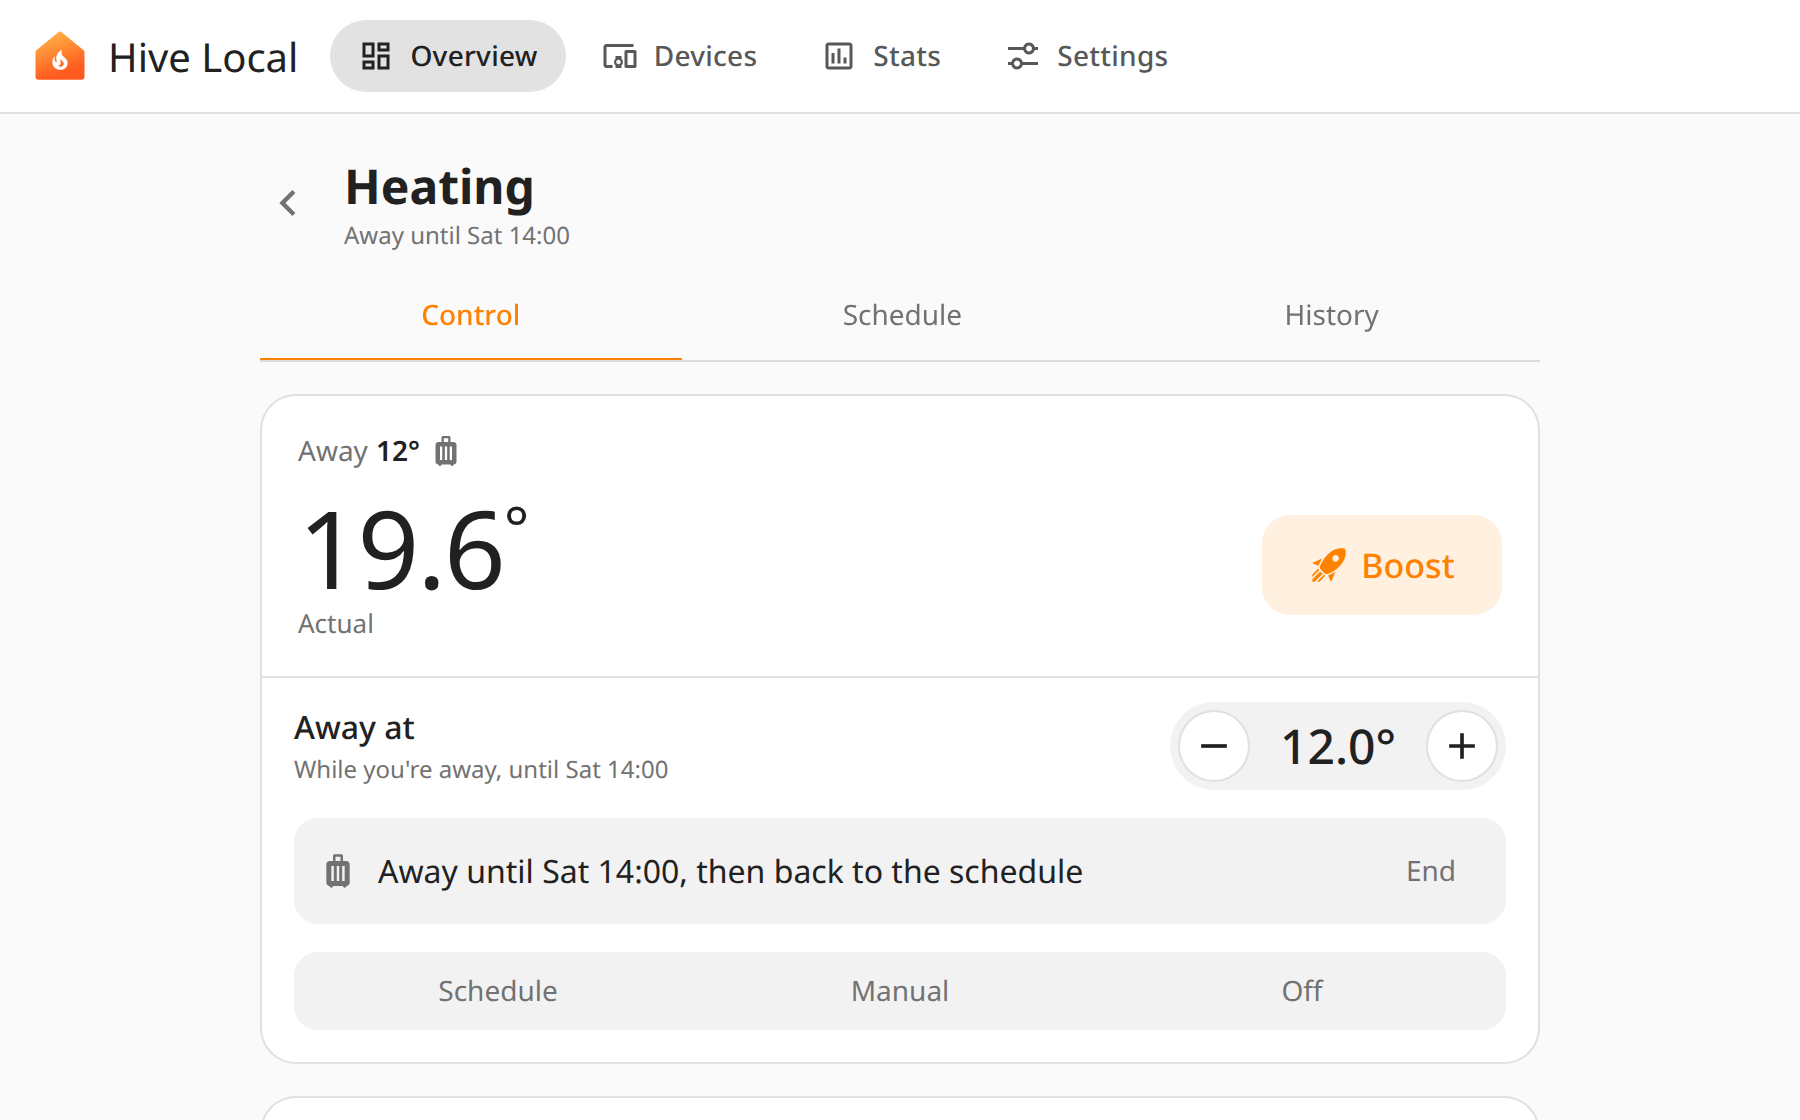 Hive Local Overview Devices Stats Settings
Heating
Away until Sat 14:00
Control Schedule History
Away 12°
19.6°
Actual
Boost
Away at
While you're away, until Sat 14:00
12.0°
Away until Sat 14:00, then back to the schedule End
Schedule Manual Off